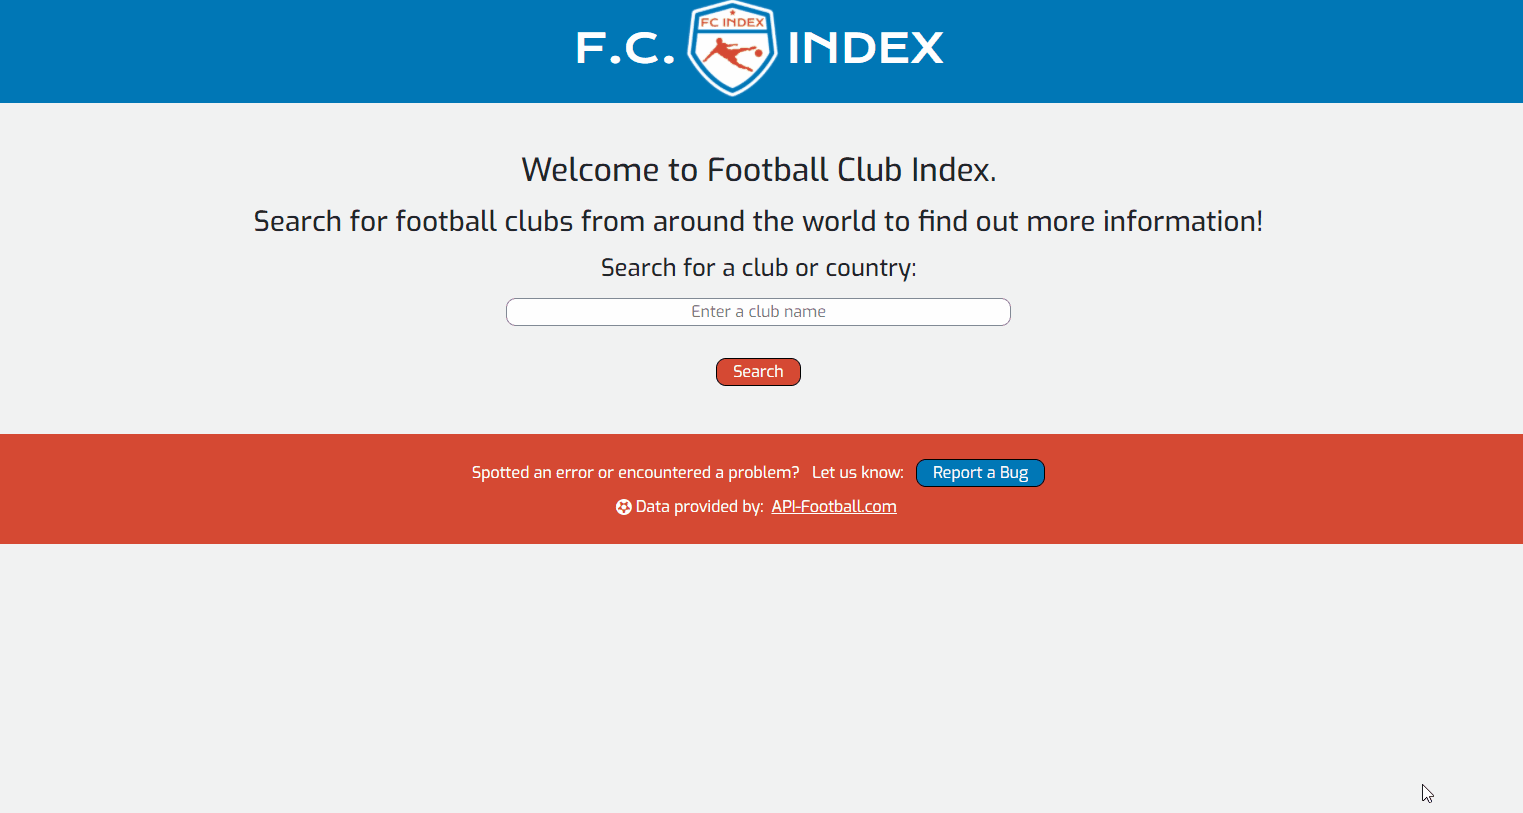 F.C. FC INDEX INDEX
Welcome to Football Club Index.
Search for football clubs from around the world to find out more information!
Search for a club or country:
Enter a club name
Search
Spotted an error or encountered a problem? Let us know: Report a Bug
Data provided by: API-Football.com